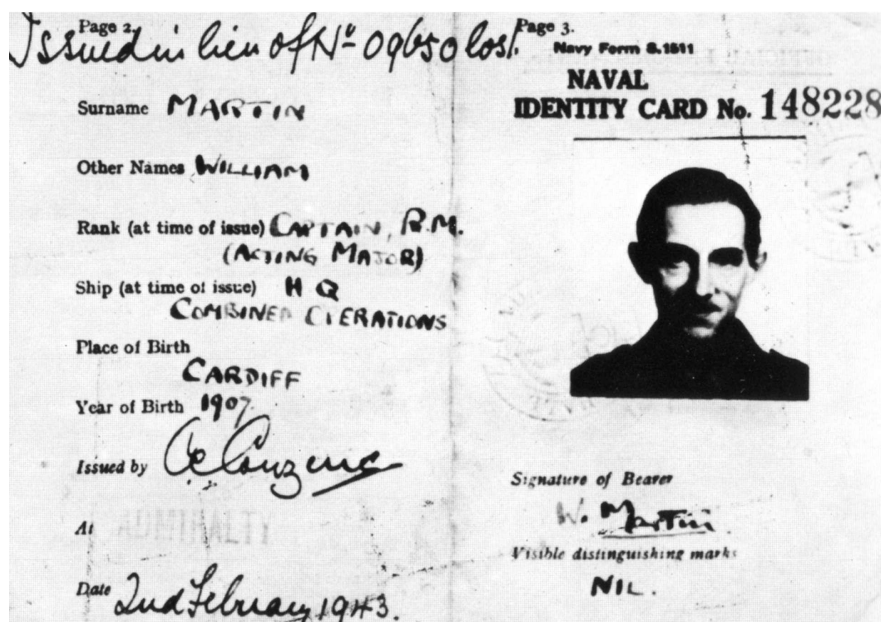 Page 2.
Issued in lieu of Nº 09650 lost.
Surname MARTIN
Other Names WILLIAM
Rank (at time of issue) CAPTAIN, R.M.
(ACTING MAJOR)
Ship (at time of issue) H Q
COMBINED OPERATIONS
Place of Birth
CARDIFF
Year of Birth 1907
Issued by
At ADMIRALTY
Date 2nd February 1943.
Page 3.
Navy Form S.1511
NAVAL
IDENTITY CARD No. 148228
Signature of Bearer
W. Martin
Visible distinguishing marks
NIL.